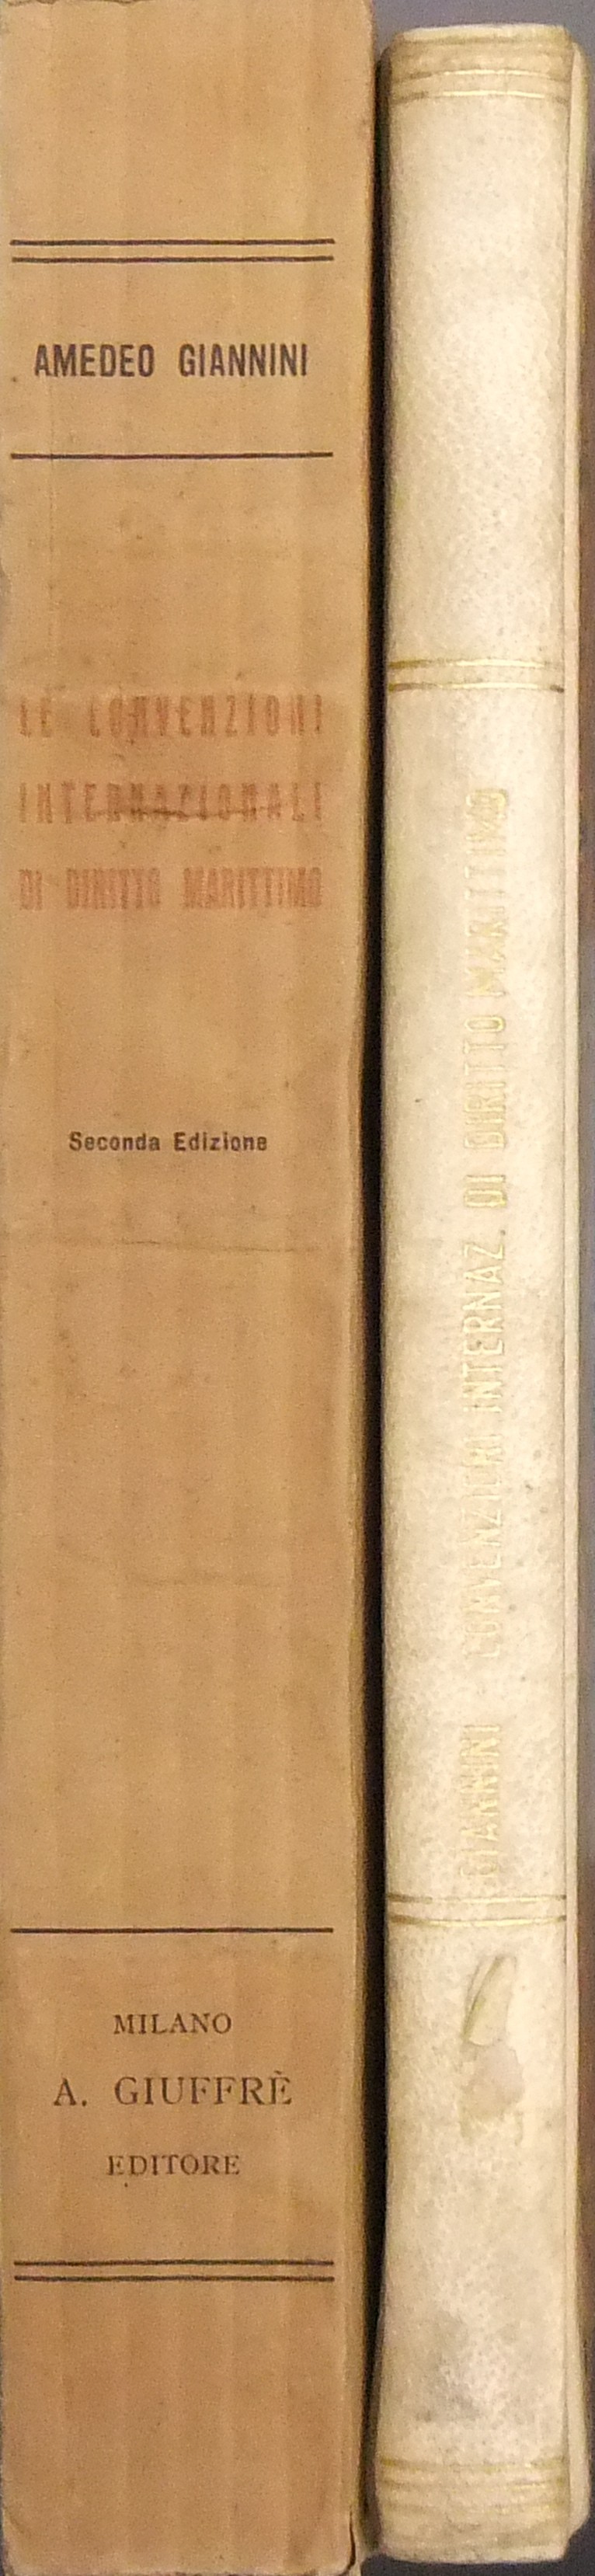 AMEDEO GIANNINI
LE CONVENZIONI
INTERNAZIONALI
DI DIRITTO MARITTIMO
Seconda Edizione
MILANO
A. GIUFFRÈ
EDITORE
GIANNINI CONVENZIONI INTERNAZ. DI DIRITTO MARITTIMO